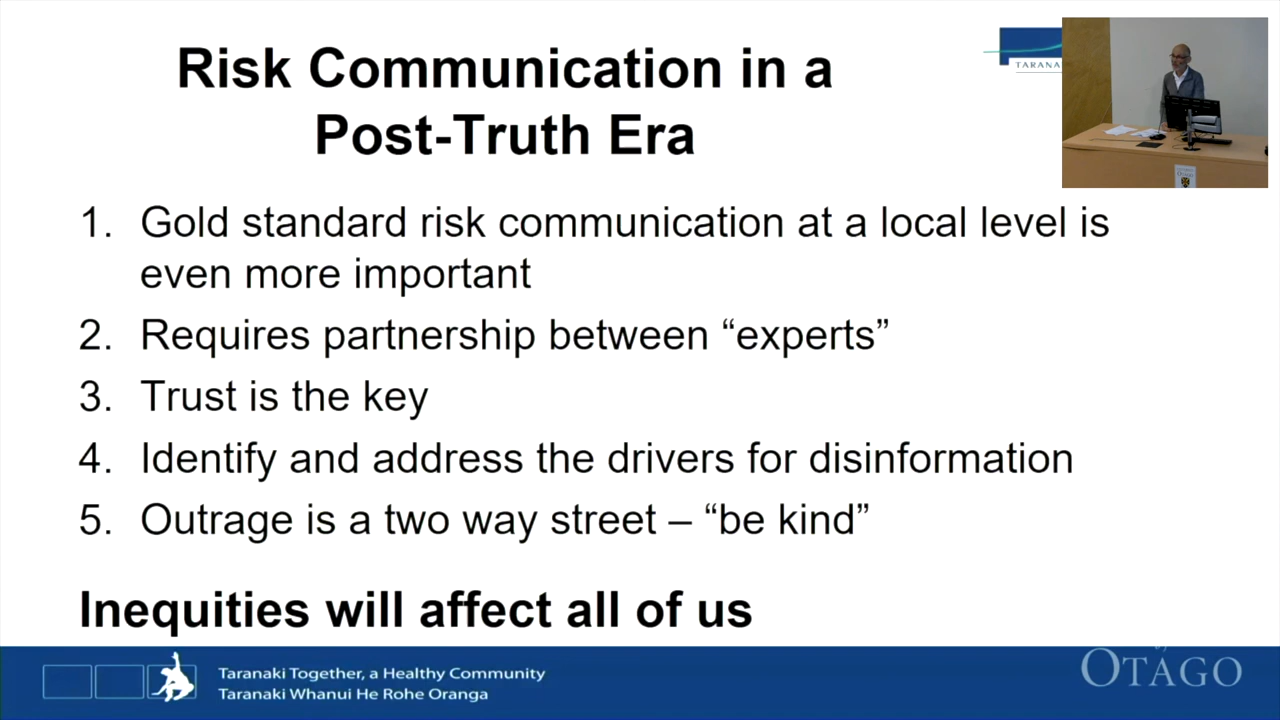 Risk Communication in a
Post-Truth Era
TARANA
1. Gold standard risk communication at a local level is
even more important
2. Requires partnership between “experts”
3. Trust is the key
4. Identify and address the drivers for disinformation
5. Outrage is a two way street – “be kind”
Inequities will affect all of us
Taranaki Together, a Healthy Community
Taranaki Whanui He Rohe Oranga
OTAGO